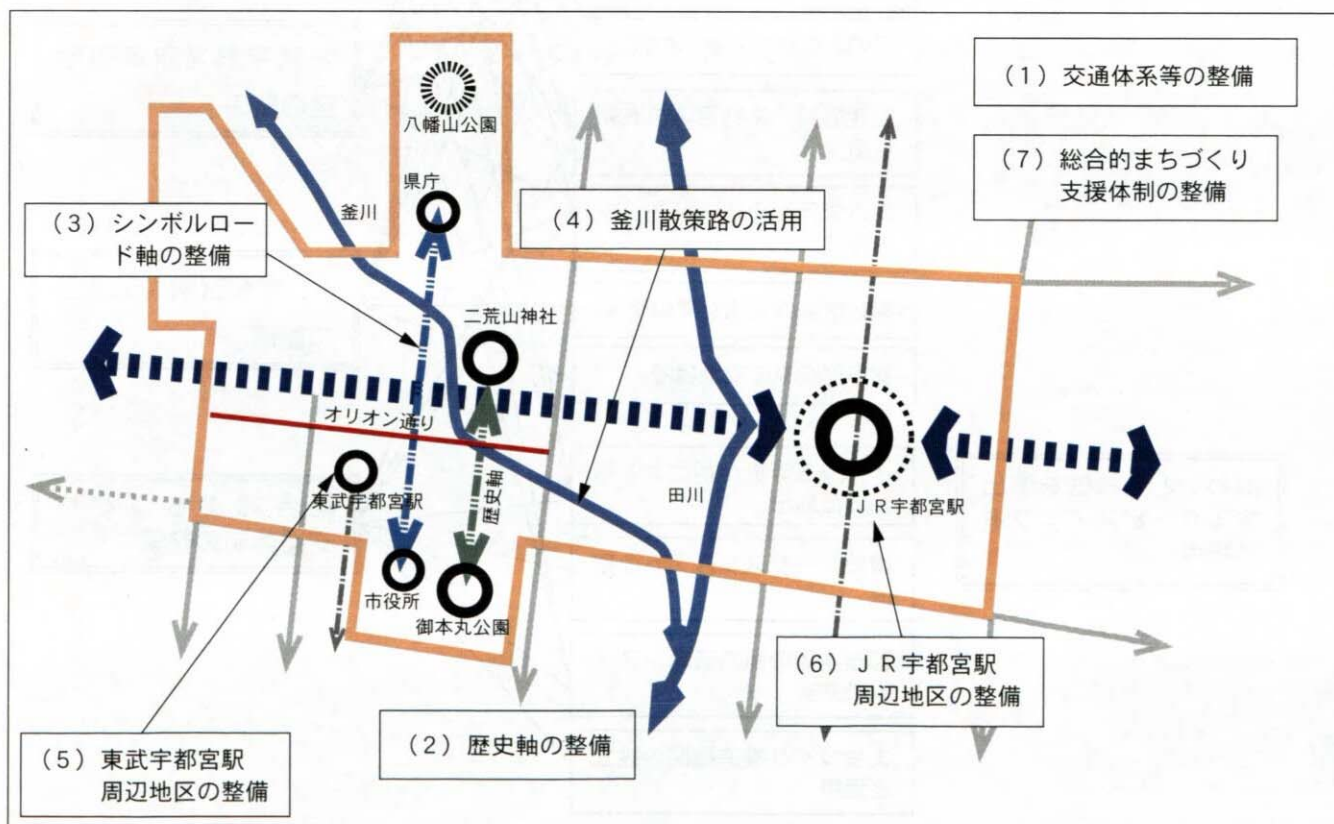 (1) 交通体系等の整備
(7) 総合的まちづくり
支援体制の整備
八幡山公園
県庁
釜川
(3) シンボルロー
ド軸の整備
(4) 釜川散策路の活用
二荒山神社
オリオン通り
歴史軸
東武宇都宮駅
田川
JR宇都宮駅
市役所
御本丸公園
(6) JR宇都宮駅
周辺地区の整備
(2) 歴史軸の整備
(5) 東武宇都宮駅
周辺地区の整備